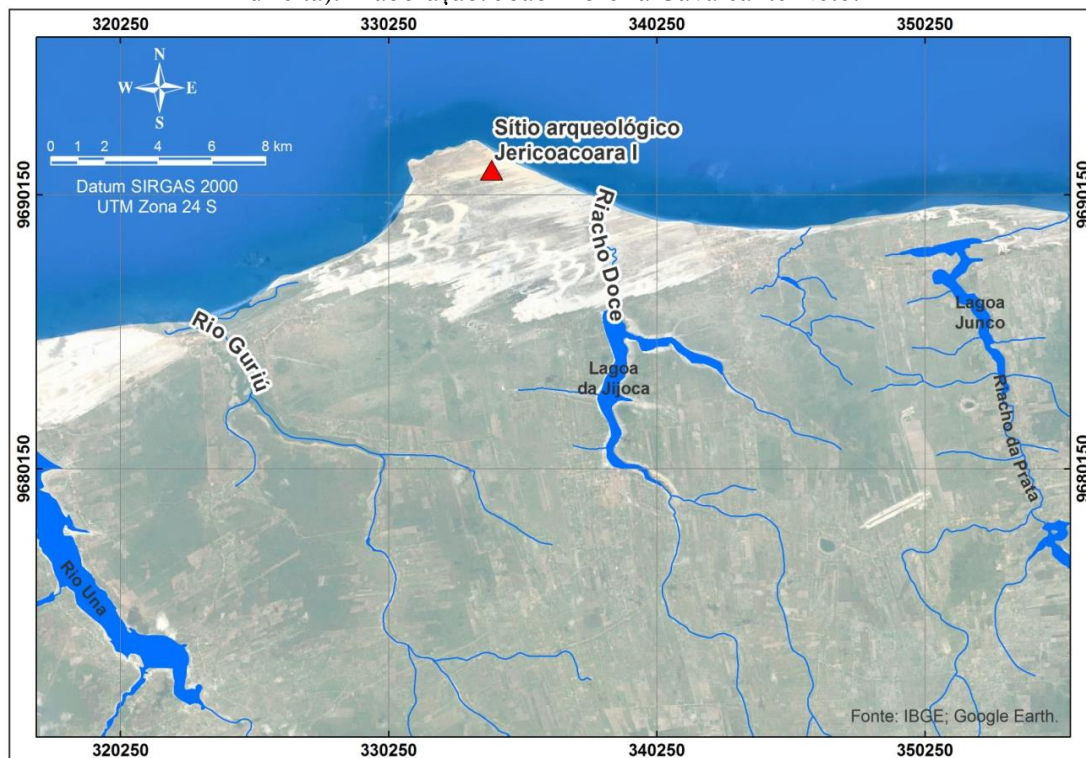 320250 330250 340250 350250
N
W E
S
0 1 2 4 6 8 km
Datum SIRGAS 2000
UTM Zona 24 S
Sítio arqueológico
Jericoacoara I
9690150 9690150
Riacho Doce
Rio Guriú
Lagoa
da Jijoca
Lagoa
Junco
Riacho da Prata
9680150 9680150
Rio Una
Fonte: IBGE; Google Earth.
320250 330250 340250 350250